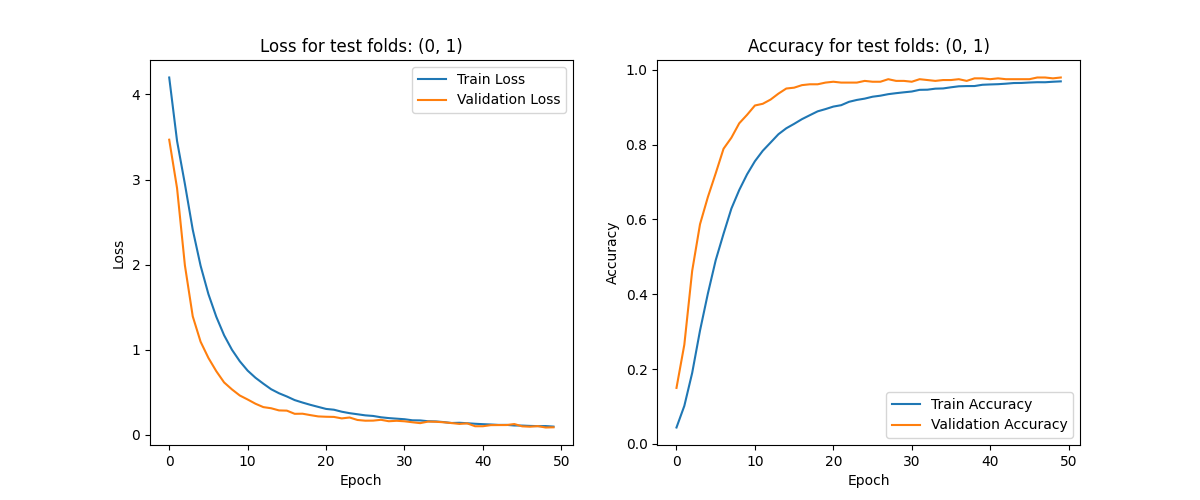 Loss for test folds: (0, 1)
Train Loss
Validation Loss
4
3
2
1
0
Loss
0 10 20 30 40 50
Epoch
Accuracy for test folds: (0, 1)
1.0
0.8
0.6
0.4
0.2
0.0
Accuracy
Train Accuracy
Validation Accuracy
0 10 20 30 40 50
Epoch